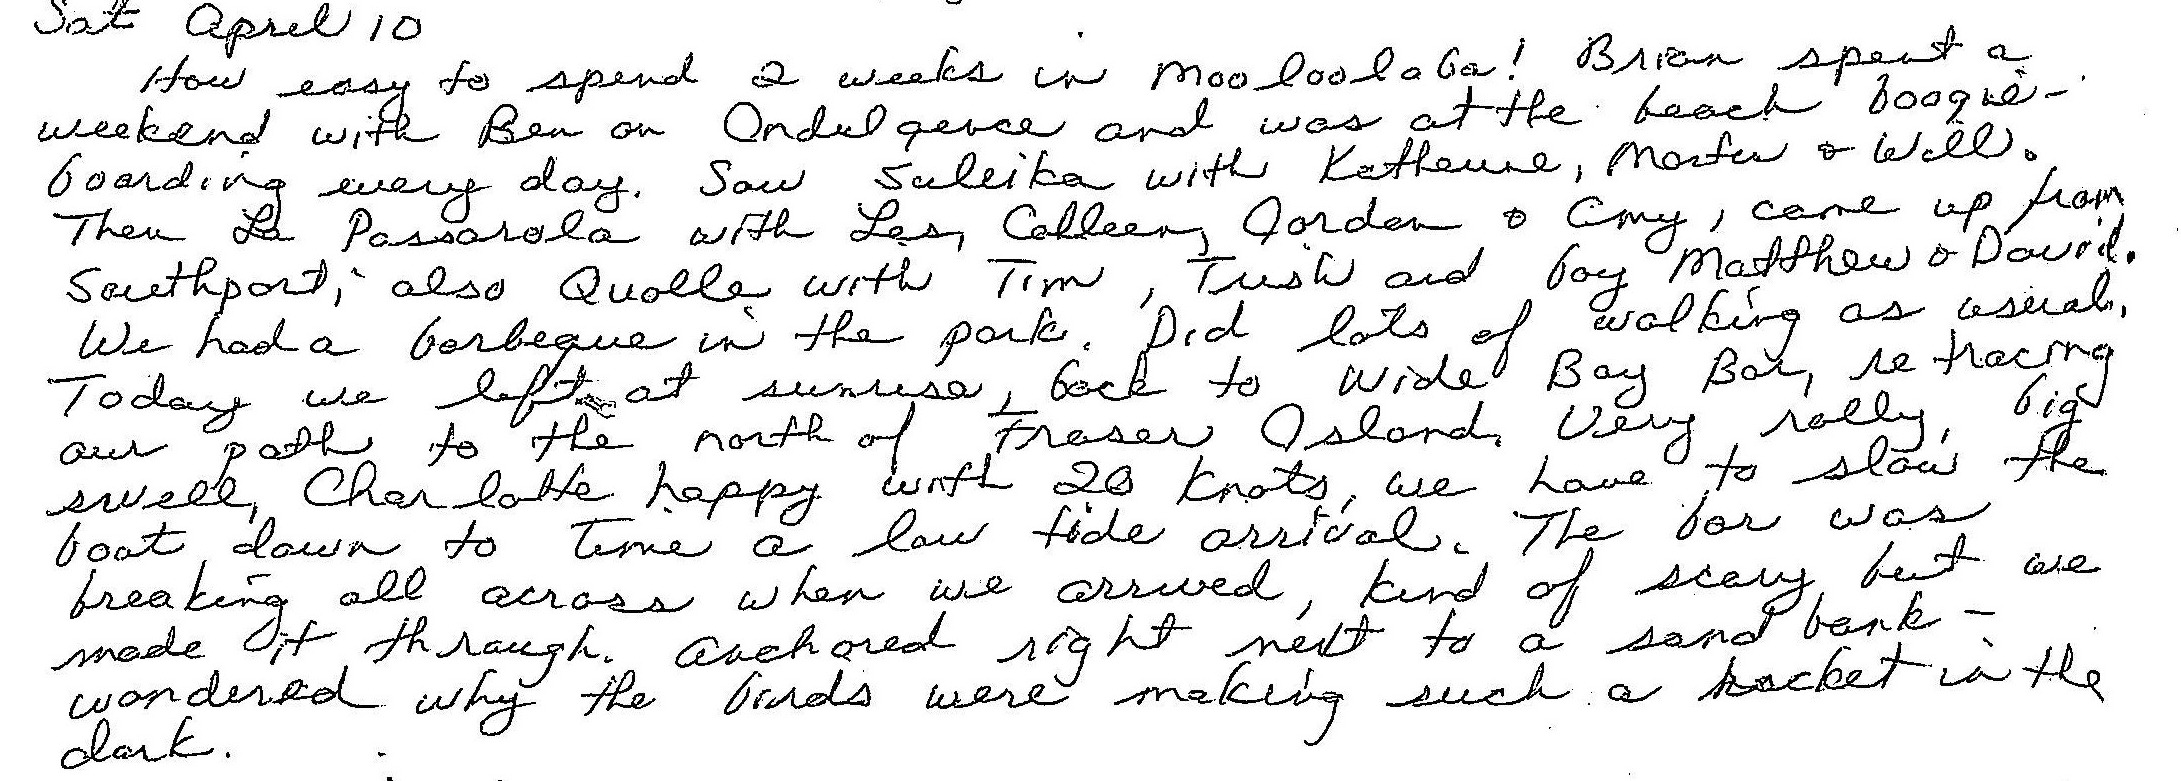 Sat April 10
How easy to spend 2 weeks in Mooloolaba! Brian spent a
weekend with Ben on Indulgence and was at the beach boogie-
boarding every day. Saw Suleika with Katherine, Martin & Will.
Then La Passarola with Les, Colleen, Jordan & Amy, came up from
Southport; also Quolle with Tim, Trish and boy Matthew & David.
We had a barbeque in the park. Did lots of walking as usual.
Today we left at sunrise, back to Wide Bay Bar, retracing
our path to the north of Fraser Island. Very rolly, big
swell, Charlotte happy with 20 knots, we have to slow the
boat down to time a low tide arrival. The bar was
breaking all across when we arrived, kind of scary but we
made it through. Anchored right next to a sand bank -
wondered why the birds were making such a racket in the
dark.